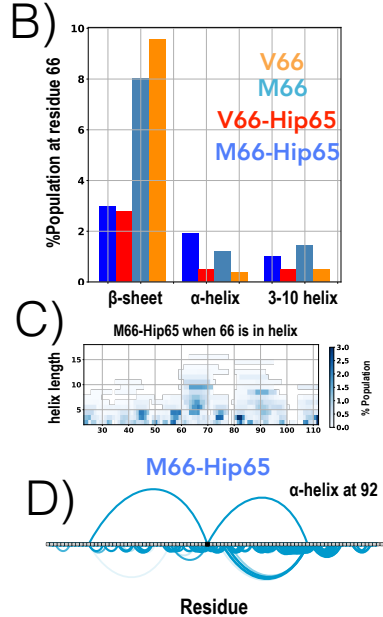 B)
%Population at residue 66
10
8
6
4
2
0
V66
M66
V66-Hip65
M66-Hip65
β-sheet
α-helix
3-10 helix
C)
M66-Hip65 when 66 is in helix
helix length
15
10
5
30
40
50
60
70
80
90
100
110
3.0
2.5
2.0
1.5
1.0
0.5
0.0
% Population
M66-Hip65
D)
α-helix at 92
Residue